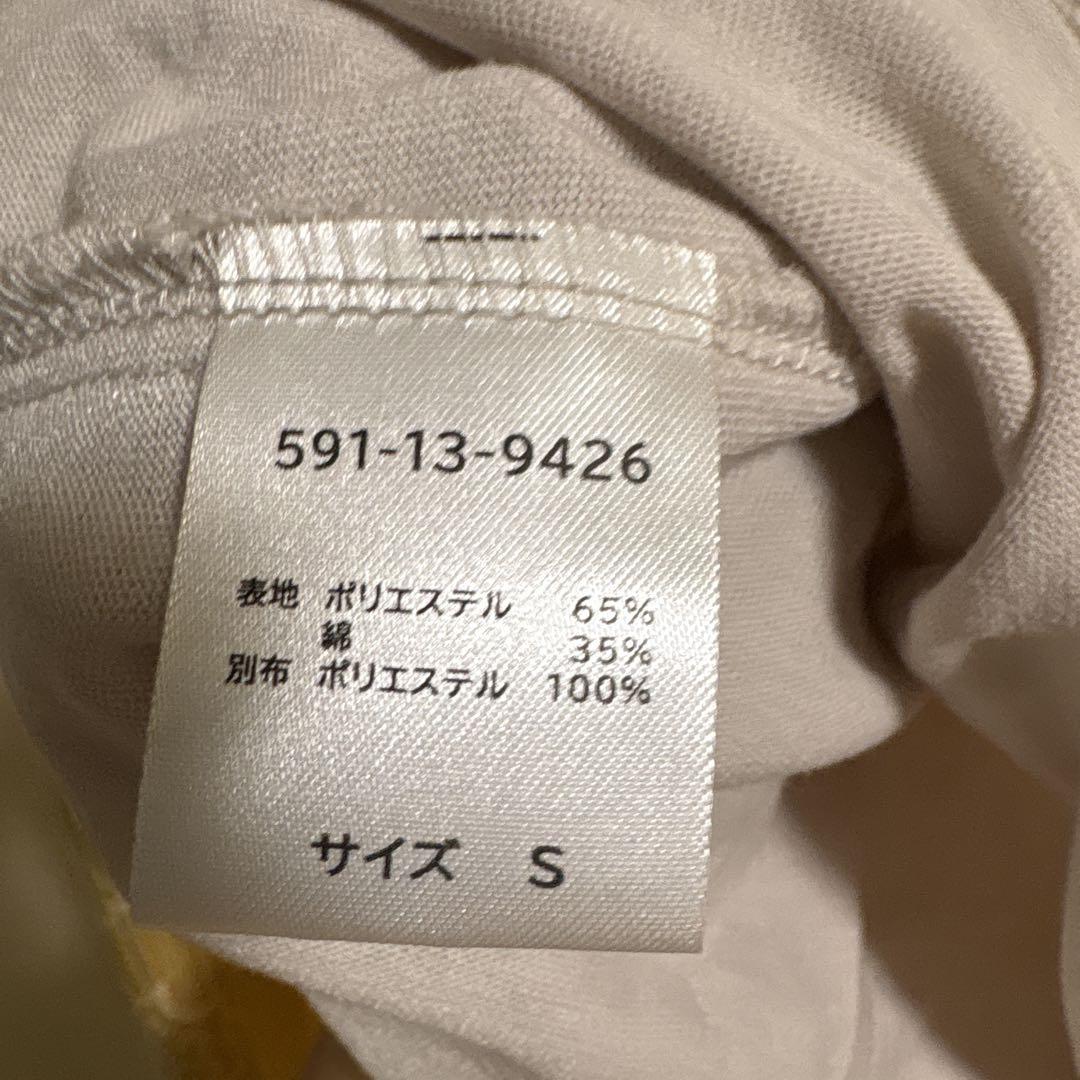 591-13-9426
表地 ポリエステル 65%
綿 35%
別布 ポリエステル 100%
サイズ S